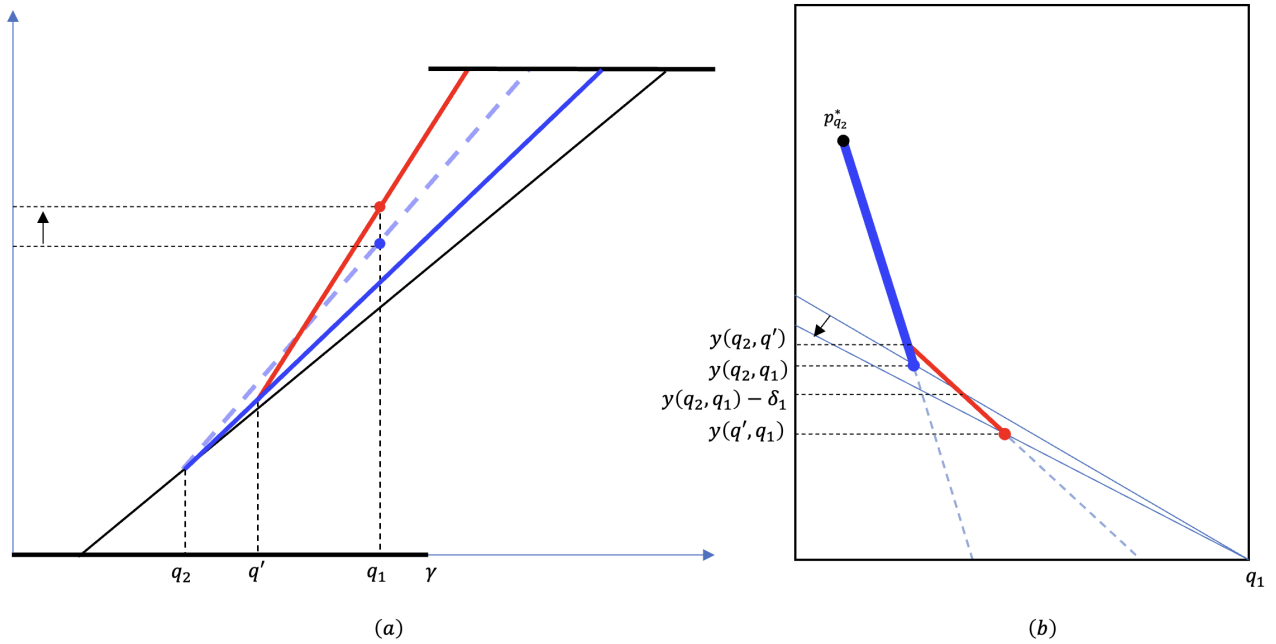 q₂ q′ q₁ γ
(a)
p*_{q₂}
y(q₂, q′)
y(q₂, q₁)
y(q₂, q₁) − δ₁
y(q′, q₁)
q₁
(b)